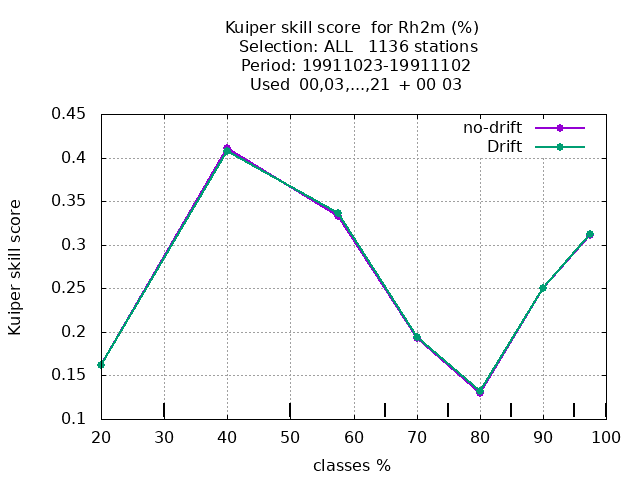 Kuiper skill score  for Rh2m (%)
Selection: ALL   1136 stations
Period: 19911023-19911102
Used  00,03,...,21  + 00 03
no-drift
Drift
0.45
0.4
0.35
0.3
0.25
0.2
0.15
0.1
Kuiper skill score
20 30 40 50 60 70 80 90 100
classes %